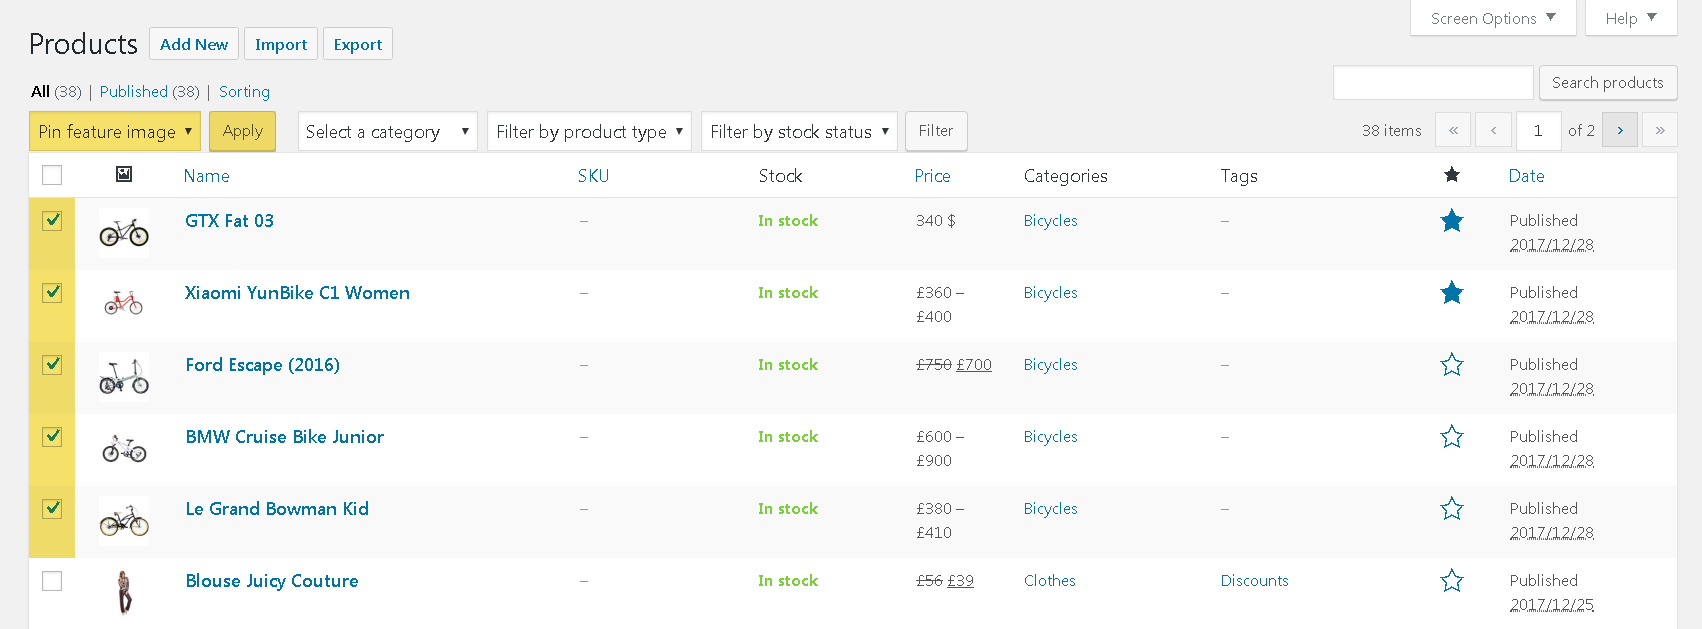 Screen Options ▼ Help ▼
Products Add New Import Export
All (38) | Published (38) | Sorting
Search products
Pin feature image ▾ Apply Select a category ▾ Filter by product type ▾ Filter by stock status ▾ Filter 38 items « ‹ 1 of 2 › »
Name SKU Stock Price Categories Tags ★ Date
GTX Fat 03 – In stock 340 $ Bicycles – Published
2017/12/28
Xiaomi YunBike C1 Women – In stock £360 – Bicycles – Published
£400 2017/12/28
Ford Escape (2016) – In stock £750 £700 Bicycles – Published
2017/12/28
BMW Cruise Bike Junior – In stock £600 – Bicycles – Published
£900 2017/12/28
Le Grand Bowman Kid – In stock £380 – Bicycles – Published
£410 2017/12/28
Blouse Juicy Couture – In stock £56 £39 Clothes Discounts Published
2017/12/25